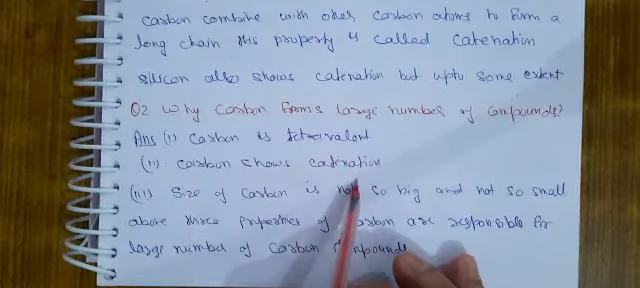 Carbon combine with other carbon atoms to form a
long chain this property is called catenation
silicon also shows catenation but upto some extent
Q2 Why Carbon forms large number of compounds?
Ans (i) Carbon is tetravalent
(ii) carbon shows catenation
(iii) Size of carbon is not so big and not so small
above three properties of carbon are responsible for
large number of carbon compounds